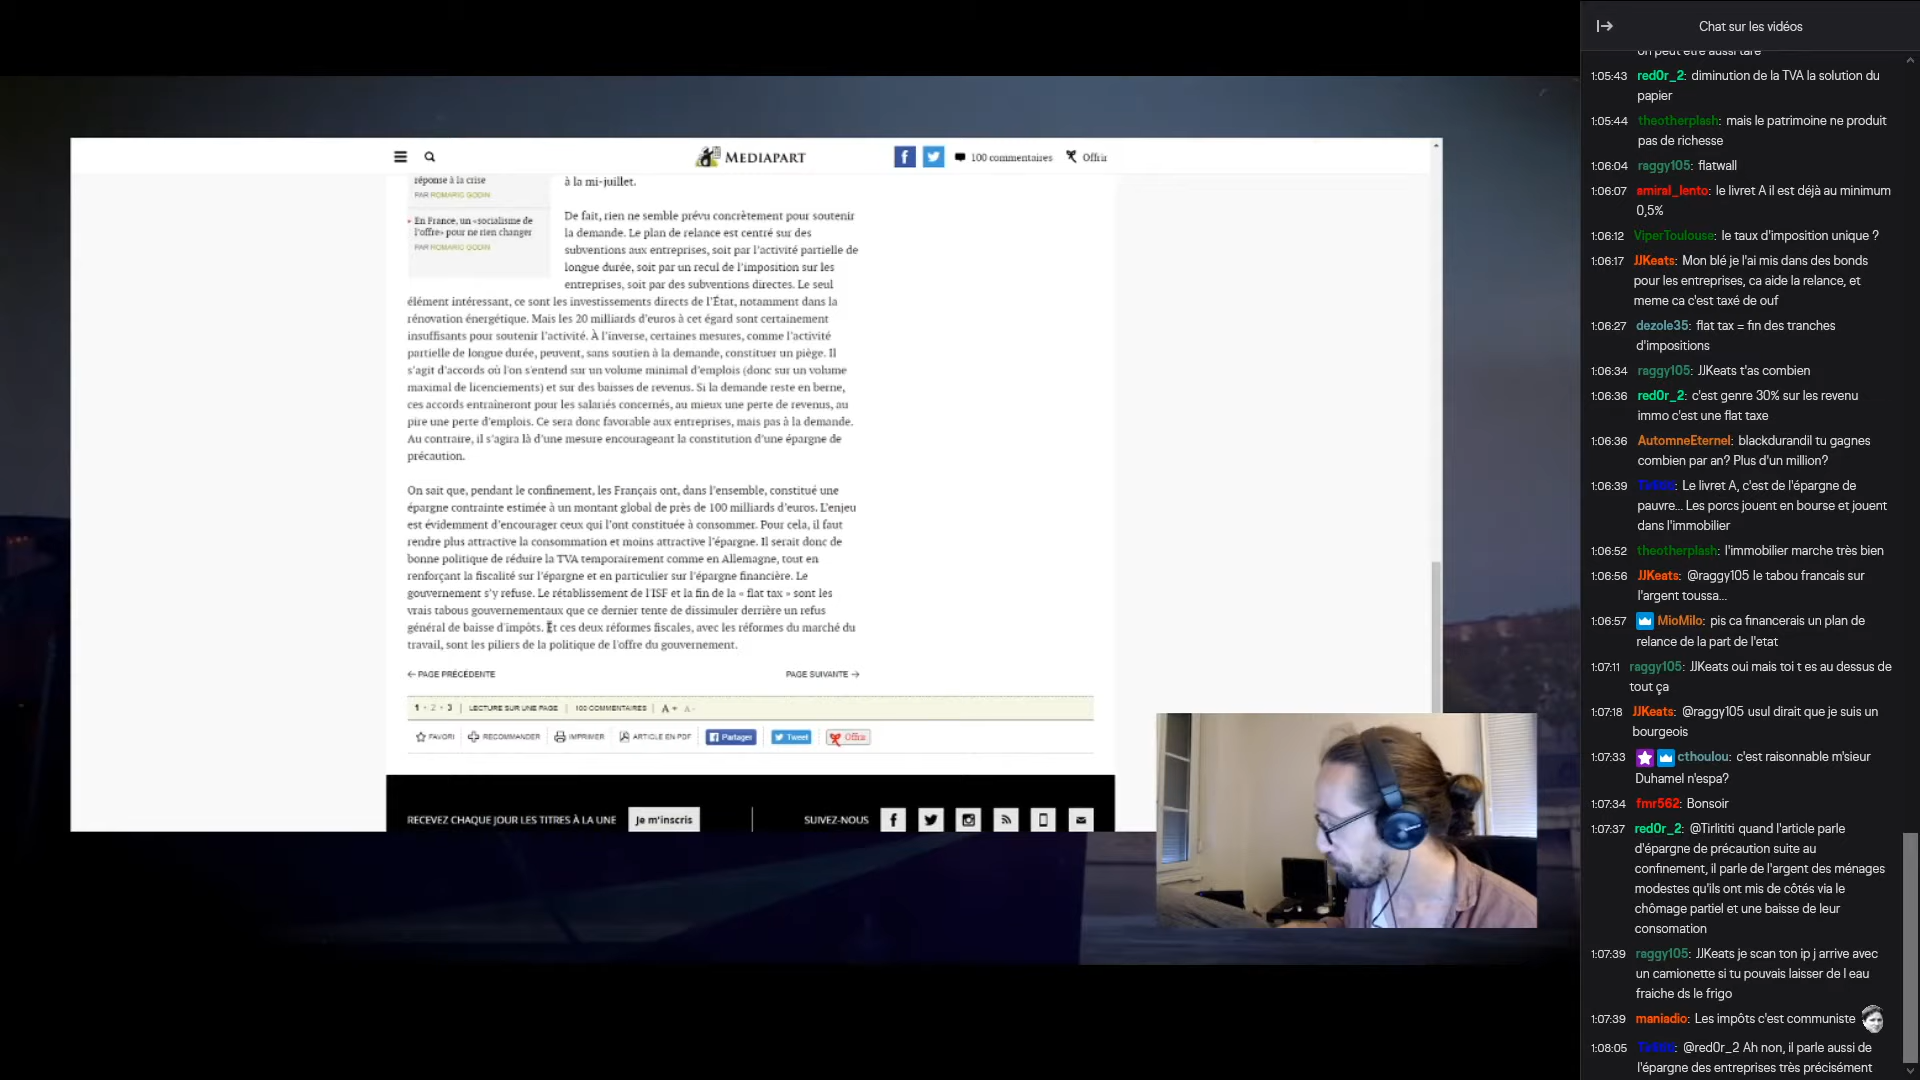 MEDIAPART
100 commentaires
Offrir
réponse à la crise
PAR ROMARIC GODIN
En France, un «socialisme de
l'offre» pour ne rien changer
PAR ROMARIC GODIN
à la mi-juillet.
De fait, rien ne semble prévu concrètement pour soutenir
la demande. Le plan de relance est centré sur des
subventions aux entreprises, soit par l'activité partielle de
longue durée, soit par un recul de l'imposition sur les
entreprises, soit par des subventions directes. Le seul
élément intéressant, ce sont les investissements directs de l'État, notamment dans la
rénovation énergétique. Mais les 20 milliards d'euros à cet égard sont certainement
insuffisants pour soutenir l'activité. À l'inverse, certaines mesures, comme l'activité
partielle de longue durée, peuvent, sans soutien à la demande, constituer un piège. Il
s'agit d'accords où l'on s'entend sur un volume minimal d'emplois (donc sur un volume
maximal de licenciements) et sur des baisses de revenus. Si la demande reste en berne,
ces accords entraîneront pour les salariés concernés, au mieux une perte de revenus, au
pire une perte d'emplois. Ce sera donc favorable aux entreprises, mais pas à la demande.
Au contraire, il s'agira là d'une mesure encourageant la constitution d'une épargne de
précaution.
On sait que, pendant le confinement, les Français ont, dans l'ensemble, constitué une
épargne contrainte estimée à un montant global de près de 100 milliards d'euros. L'enjeu
est évidemment d'encourager ceux qui l'ont constituée à consommer. Pour cela, il faut
rendre plus attractive la consommation et moins attractive l'épargne. Il serait donc de
bonne politique de réduire la TVA temporairement comme en Allemagne, tout en
renforçant la fiscalité sur l'épargne et en particulier sur l'épargne financière. Le
gouvernement s'y refuse. Le rétablissement de l'ISF et la fin de la « flat tax » sont les
vrais tabous gouvernementaux que ce dernier tente de dissimuler derrière un refus
général de baisse d'impôts. Et ces deux réformes fiscales, avec les réformes du marché du
travail, sont les piliers de la politique de l'offre du gouvernement.
← PAGE PRÉCÉDENTE
PAGE SUIVANTE →
1 · 2 · 3 | LECTURE SUR UNE PAGE | 100 COMMENTAIRES | A + A -
FAVORI RECOMMANDER IMPRIMER ARTICLE EN PDF Partager Tweet Offrir
RECEVEZ CHAQUE JOUR LES TITRES À LA UNE Je m'inscris SUIVEZ-NOUS
Chat sur les vidéos
on peut être aussi taré
1:05:43 red0r_2: diminution de la TVA la solution du
papier
1:05:44 theotherplash: mais le patrimoine ne produit
pas de richesse
1:06:04 raggy105: flatwall
1:06:07 amiral_lento: le livret A il est déjà au minimum
0,5%
1:06:12 ViperToulouse: le taux d'imposition unique ?
1:06:17 JJKeats: Mon blé je l'ai mis dans des bonds
pour les entreprises, ca aide la relance, et
meme ca c'est taxé de ouf
1:06:27 dezole35: flat tax = fin des tranches
d'impositions
1:06:34 raggy105: JJKeats t'as combien
1:06:36 red0r_2: c'est genre 30% sur les revenu
immo c'est une flat taxe
1:06:36 AutomneEternel: blackdurandil tu gagnes
combien par an? Plus d'un million?
1:06:39 Tirlititi: Le livret A, c'est de l'épargne de
pauvre... Les porcs jouent en bourse et jouent
dans l'immobilier
1:06:52 theotherplash: l'immobilier marche très bien
1:06:56 JJKeats: @raggy105 le tabou francais sur
l'argent toussa...
1:06:57 MioMilo: pis ca financerais un plan de
relance de la part de l'etat
1:07:11 raggy105: JJKeats oui mais toi t es au dessus de
tout ça
1:07:18 JJKeats: @raggy105 usul dirait que je suis un
bourgeois
1:07:33 cthoulou: c'est raisonnable m'sieur
Duhamel n'espa?
1:07:34 fmr562: Bonsoir
1:07:37 red0r_2: @Tirlititi quand l'article parle
d'épargne de précaution suite au
confinement, il parle de l'argent des ménages
modestes qu'ils ont mis de côtés via le
chômage partiel et une baisse de leur
consomation
1:07:39 raggy105: JJKeats je scan ton ip j arrive avec
un camionette si tu pouvais laisser de l eau
fraiche ds le frigo
1:07:39 maniadio: Les impôts c'est communiste
1:08:05 Tirlititi: @red0r_2 Ah non, il parle aussi de
l'épargne des entreprises très précisément